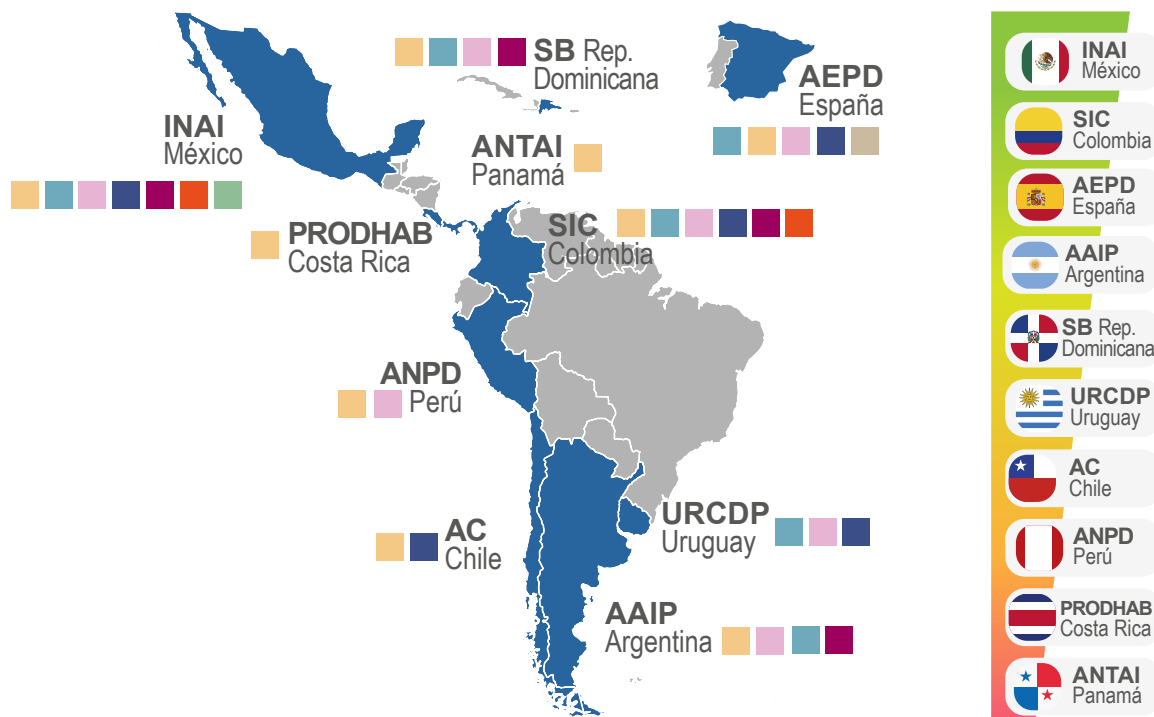 SB Rep.
Dominicana
AEPD
España
INAI
México
ANTAI
Panamá
PRODHAB
Costa Rica
SIC
Colombia
ANPD
Perú
AC
Chile
URCDP
Uruguay
AAIP
Argentina
INAI
México
SIC
Colombia
AEPD
España
AAIP
Argentina
SB Rep.
Dominicana
URCDP
Uruguay
AC
Chile
ANPD
Perú
PRODHAB
Costa Rica
ANTAI
Panamá